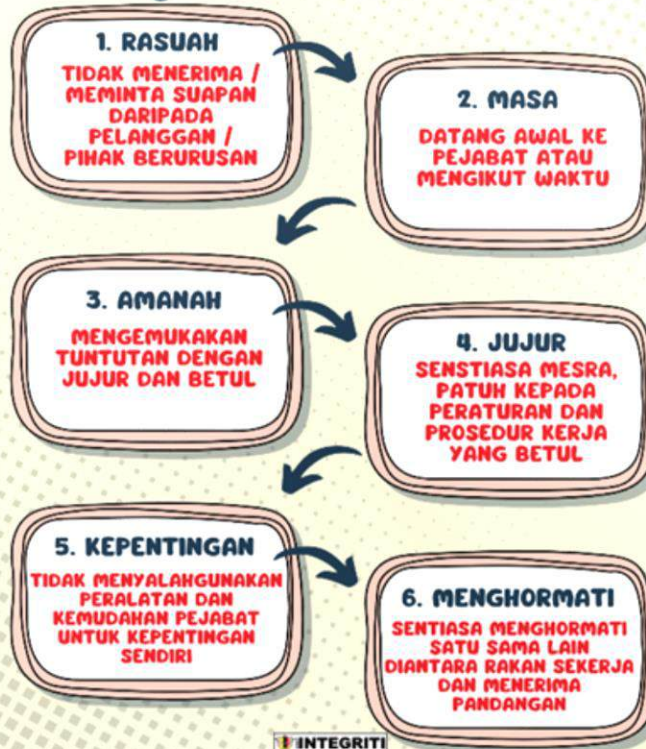 1. RASUAH
TIDAK MENERIMA /
MEMINTA SUAPAN
DARIPADA
PELANGGAN /
PIHAK BERURUSAN
2. MASA
DATANG AWAL KE
PEJABAT ATAU
MENGIKUT WAKTU
3. AMANAH
MENGEMUKAKAN
TUNTUTAN DENGAN
JUJUR DAN BETUL
4. JUJUR
SENSTIASA MESRA,
PATUH KEPADA
PERATURAN DAN
PROSEDUR KERJA
YANG BETUL
5. KEPENTINGAN
TIDAK MENYALAHGUNAKAN
PERALATAN DAN
KEMUDAHAN PEJABAT
UNTUK KEPENTINGAN
SENDIRI
6. MENGHORMATI
SENTIASA MENGHORMATI
SATU SAMA LAIN
DIANTARA RAKAN SEKERJA
DAN MENERIMA
PANDANGAN
INTEGRITI